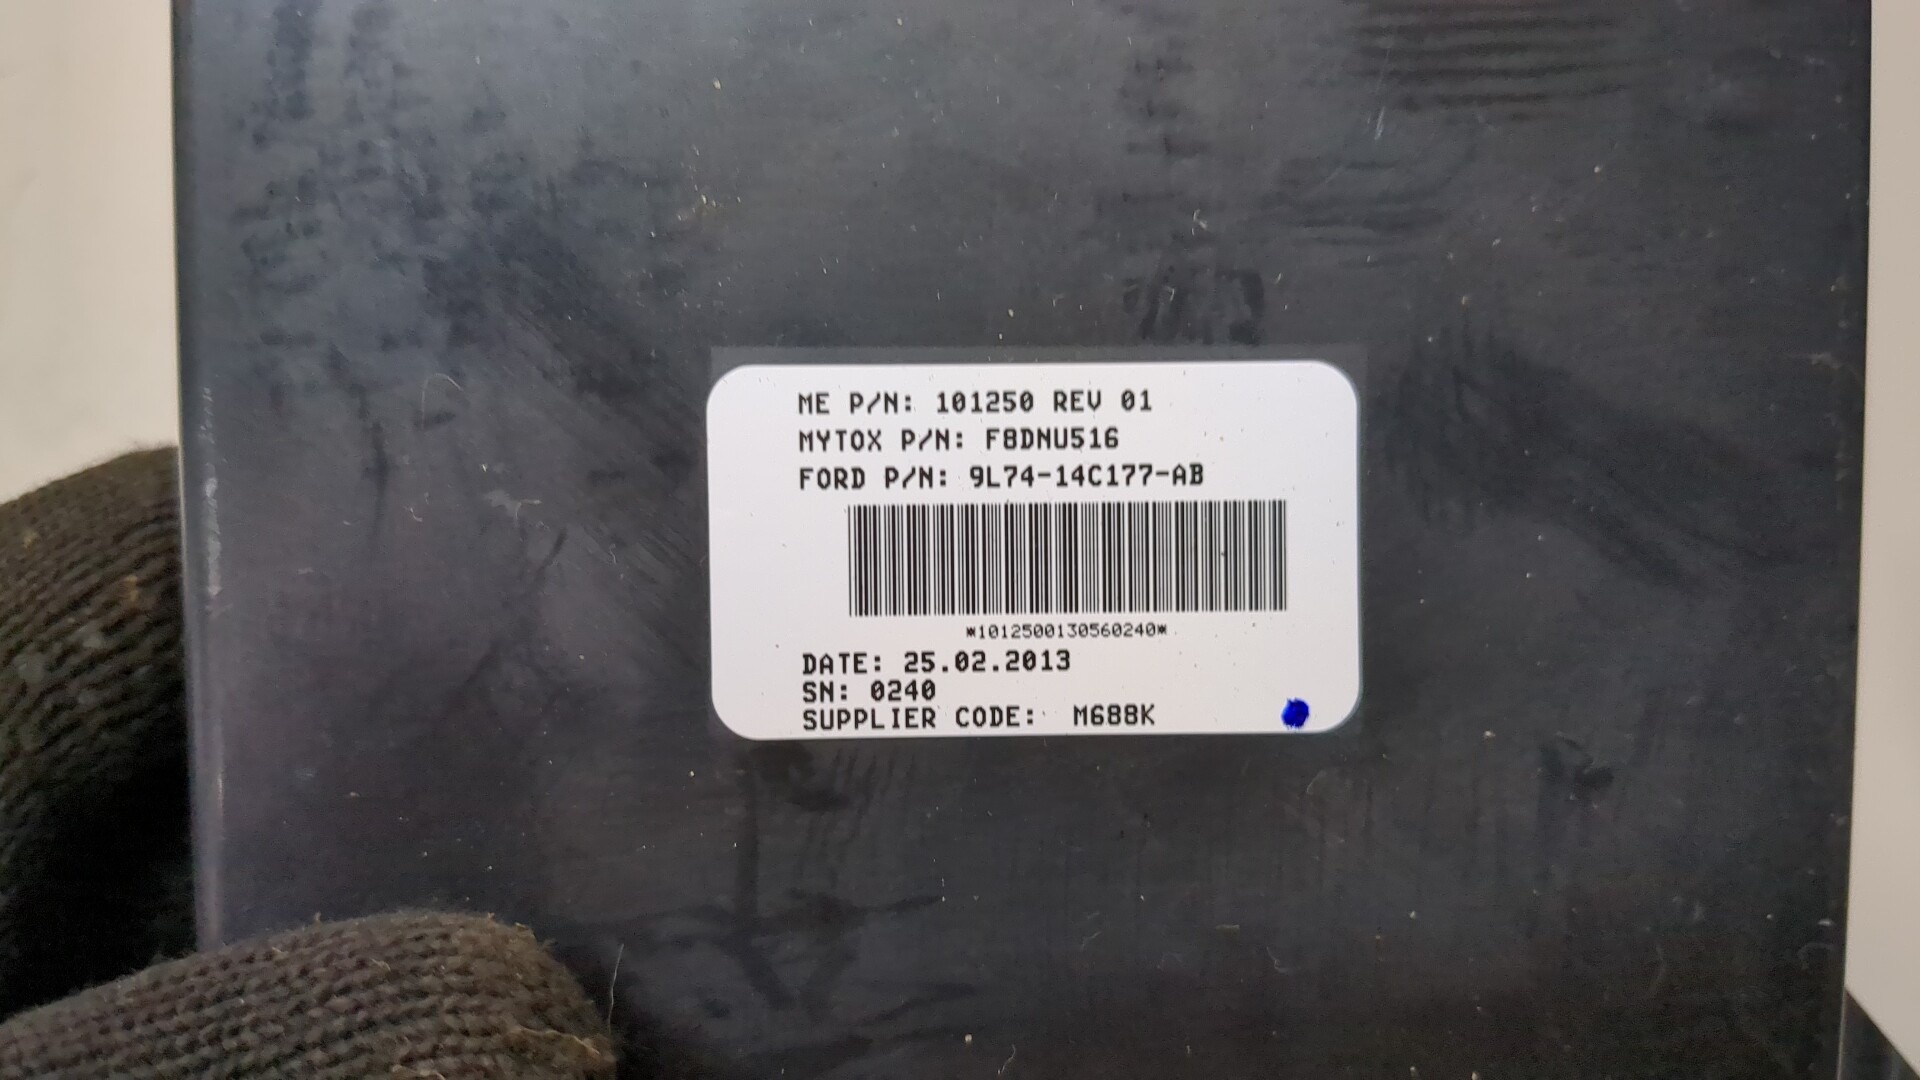 ME P/N: 101250 REV 01
MYTOX P/N: F8DNU516
FORD P/N: 9L74-14C177-AB
*1012500130560240*
DATE: 25.02.2013
SN: 0240
SUPPLIER CODE: M688K